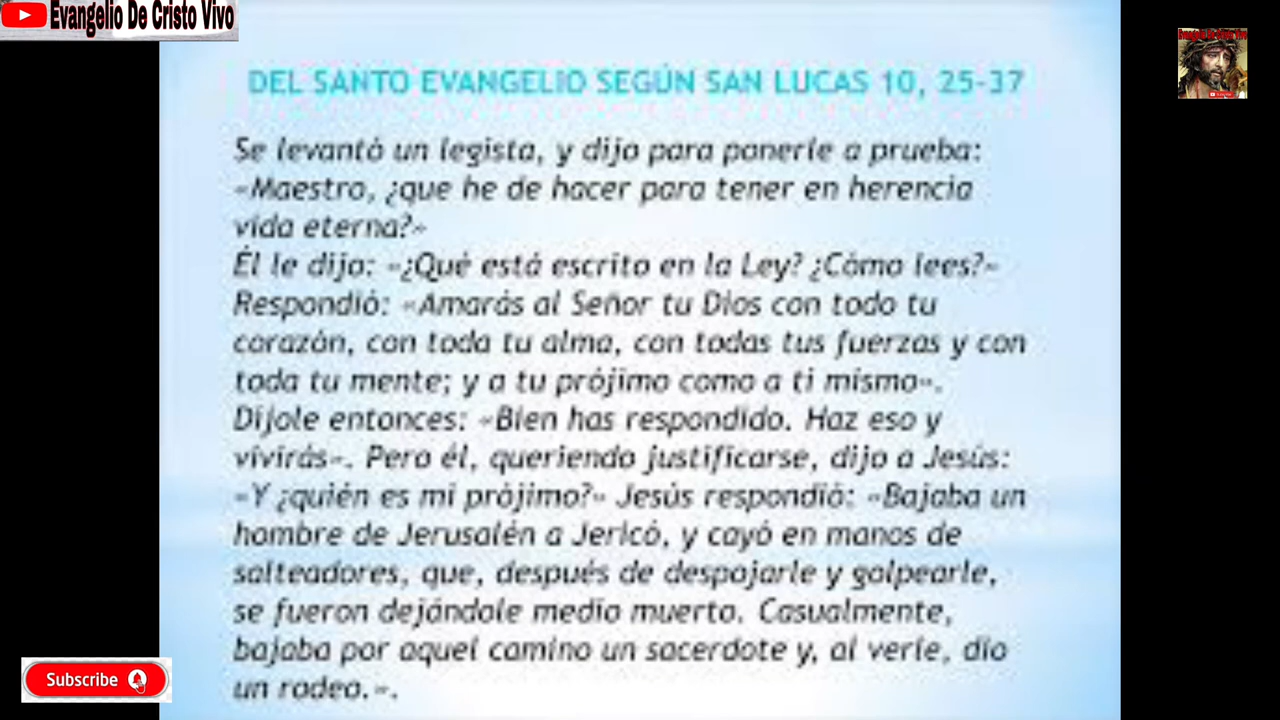 Evangelio De Cristo Vivo
Evangelio De Cristo Vivo
DEL SANTO EVANGELIO SEGÚN SAN LUCAS 10, 25-37
Se levantó un legista, y dijo para ponerle a prueba:
«Maestro, ¿que he de hacer para tener en herencia
vida eterna?»
Él le dijo: «¿Qué está escrito en la Ley? ¿Cómo lees?»
Respondió: «Amarás al Señor tu Dios con todo tu
corazón, con toda tu alma, con todas tus fuerzas y con
toda tu mente; y a tu prójimo como a ti mismo».
Díjole entonces: «Bien has respondido. Haz eso y
vivirás». Pero él, queriendo justificarse, dijo a Jesús:
«Y ¿quién es mi prójimo?» Jesús respondió: «Bajaba un
hombre de Jerusalén a Jericó, y cayó en manos de
salteadores, que, después de despojarle y golpearle,
se fueron dejándole medio muerto. Casualmente,
bajaba por aquel camino un sacerdote y, al verle, dio
un rodeo.».
Subscribe